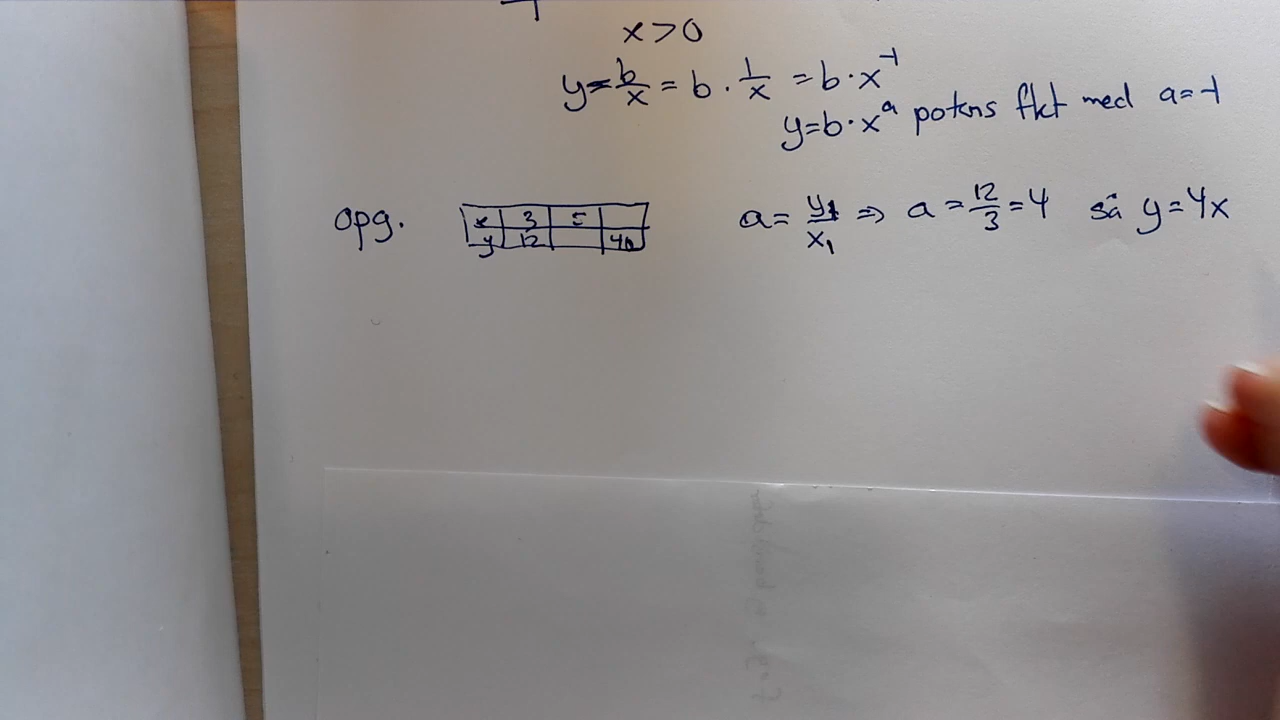 x > 0
y = b/x = b · 1/x = b · x⁻¹
y = b · xᵃ potens fkt med a = -1
opg. a = y₁/x₁ ⇒ a = 12/3 = 4 så y = 4x
x 3 5
y 12 40